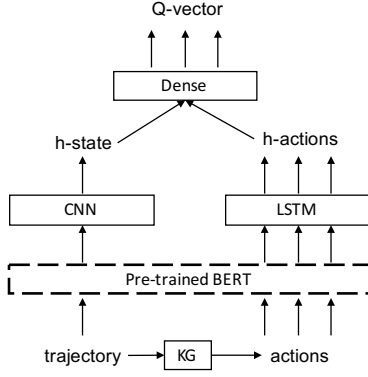 Q-vector
Dense
h-state h-actions
CNN LSTM
Pre-trained BERT
trajectory KG actions